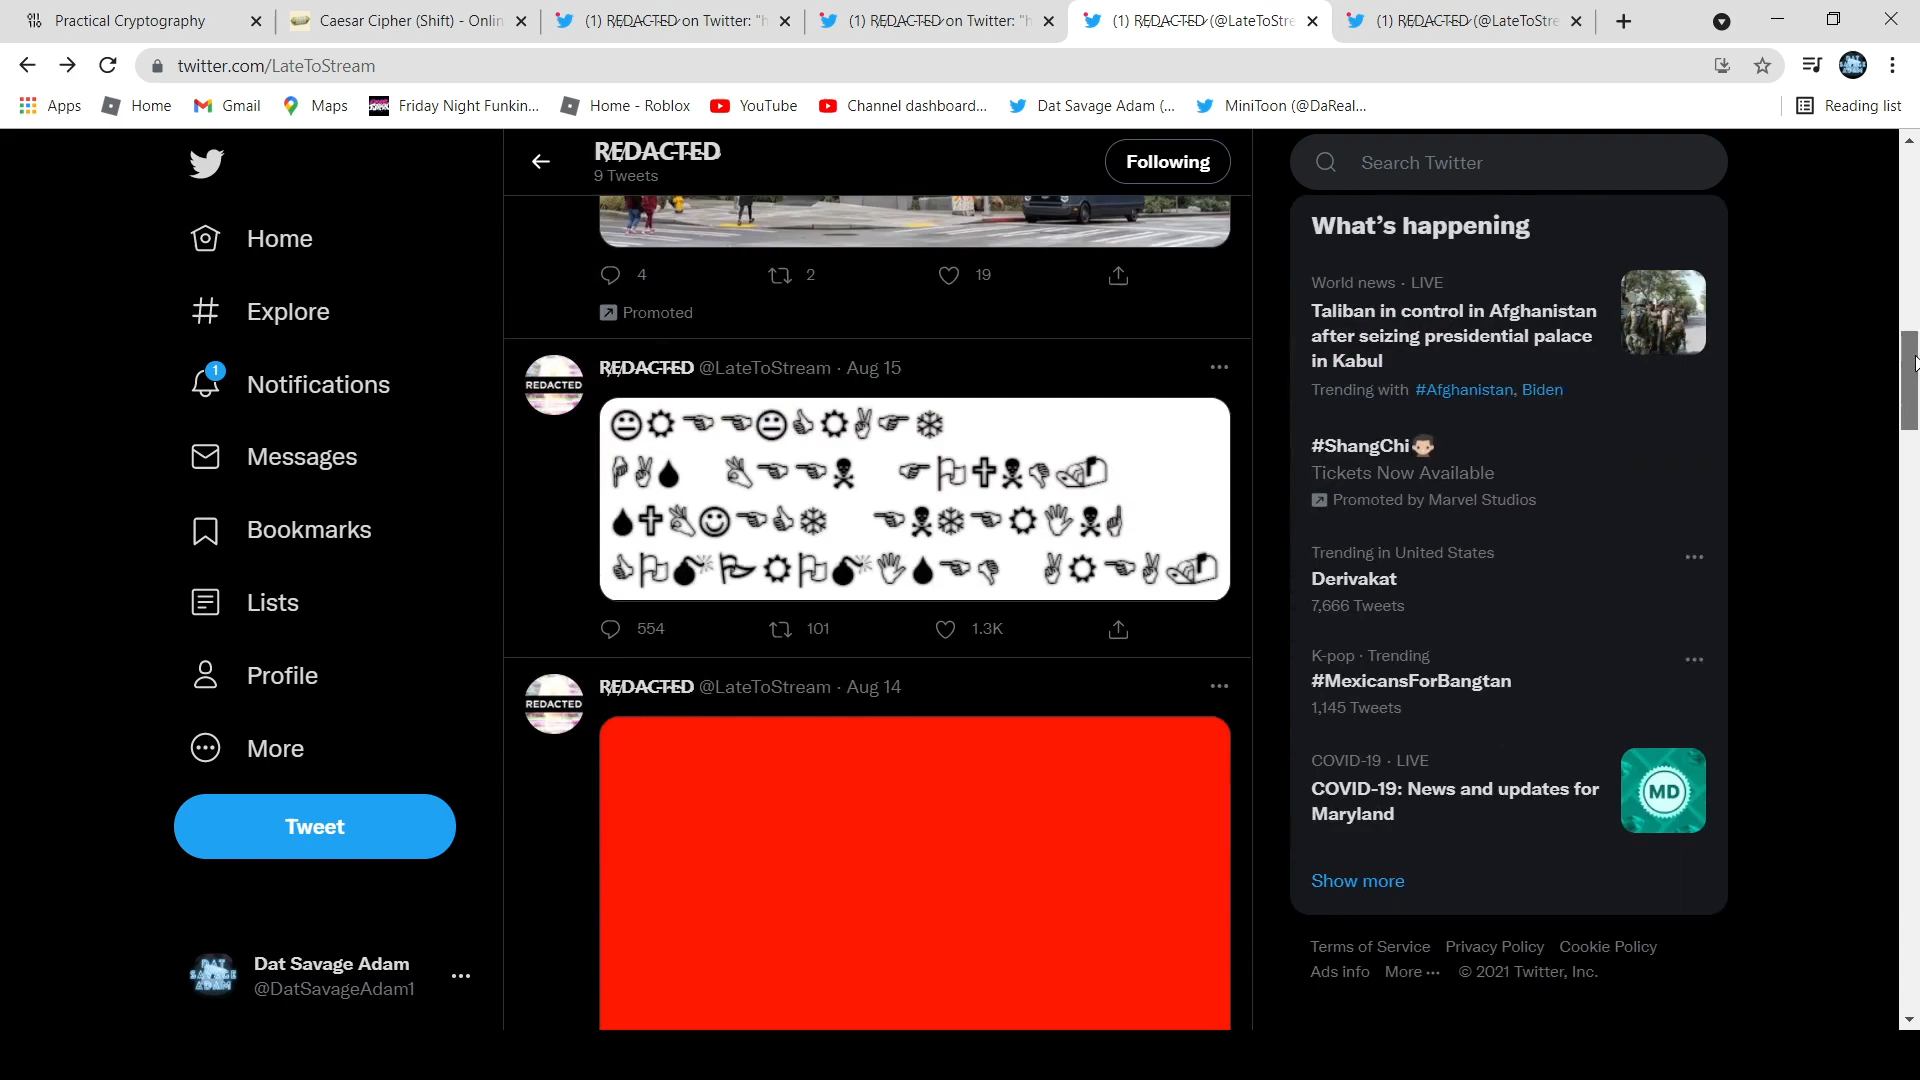 Practical Cryptography
Caesar Cipher (Shift) - Onlin
(1) REDACTED on Twitter: "h
(1) REDACTED on Twitter: "h
(1) REDACTED (@LateToStre
(1) REDACTED (@LateToStre
twitter.com/LateToStream
Apps
Home
Gmail
Maps
Friday Night Funkin...
Home - Roblox
YouTube
Channel dashboard...
Dat Savage Adam (...
MiniToon (@DaReal...
Reading list
Home
Explore
1
Notifications
Messages
Bookmarks
Lists
Profile
More
Tweet
DAT SAVAGE ADAM
Dat Savage Adam
@DatSavageAdam1
REDACTED
9 Tweets
Following
4 2 19
Promoted
REDACTED
REDACTED @LateToStream · Aug 15
😐☼☜☜😐👍☼✌☞❄
☟✌💧 👌☜☜☠ ☞⚐🕆☠👎📬
💧🕆👌☺☜👍❄ ☜☠❄☜☼✋☠☝
👍⚐💣🏱☼⚐💣✋💧☜👎 ✌☼☜✌📬
554 101 1.3K
REDACTED
REDACTED @LateToStream · Aug 14
Search Twitter
What's happening
World news · LIVE
Taliban in control in Afghanistan
after seizing presidential palace
in Kabul
Trending with #Afghanistan, Biden
#ShangChi
Tickets Now Available
Promoted by Marvel Studios
Trending in United States
Derivakat
7,666 Tweets
K-pop · Trending
#MexicansForBangtan
1,145 Tweets
COVID-19 · LIVE
COVID-19: News and updates for
Maryland
MD
Show more
Terms of Service Privacy Policy Cookie Policy
Ads info More ··· © 2021 Twitter, Inc.